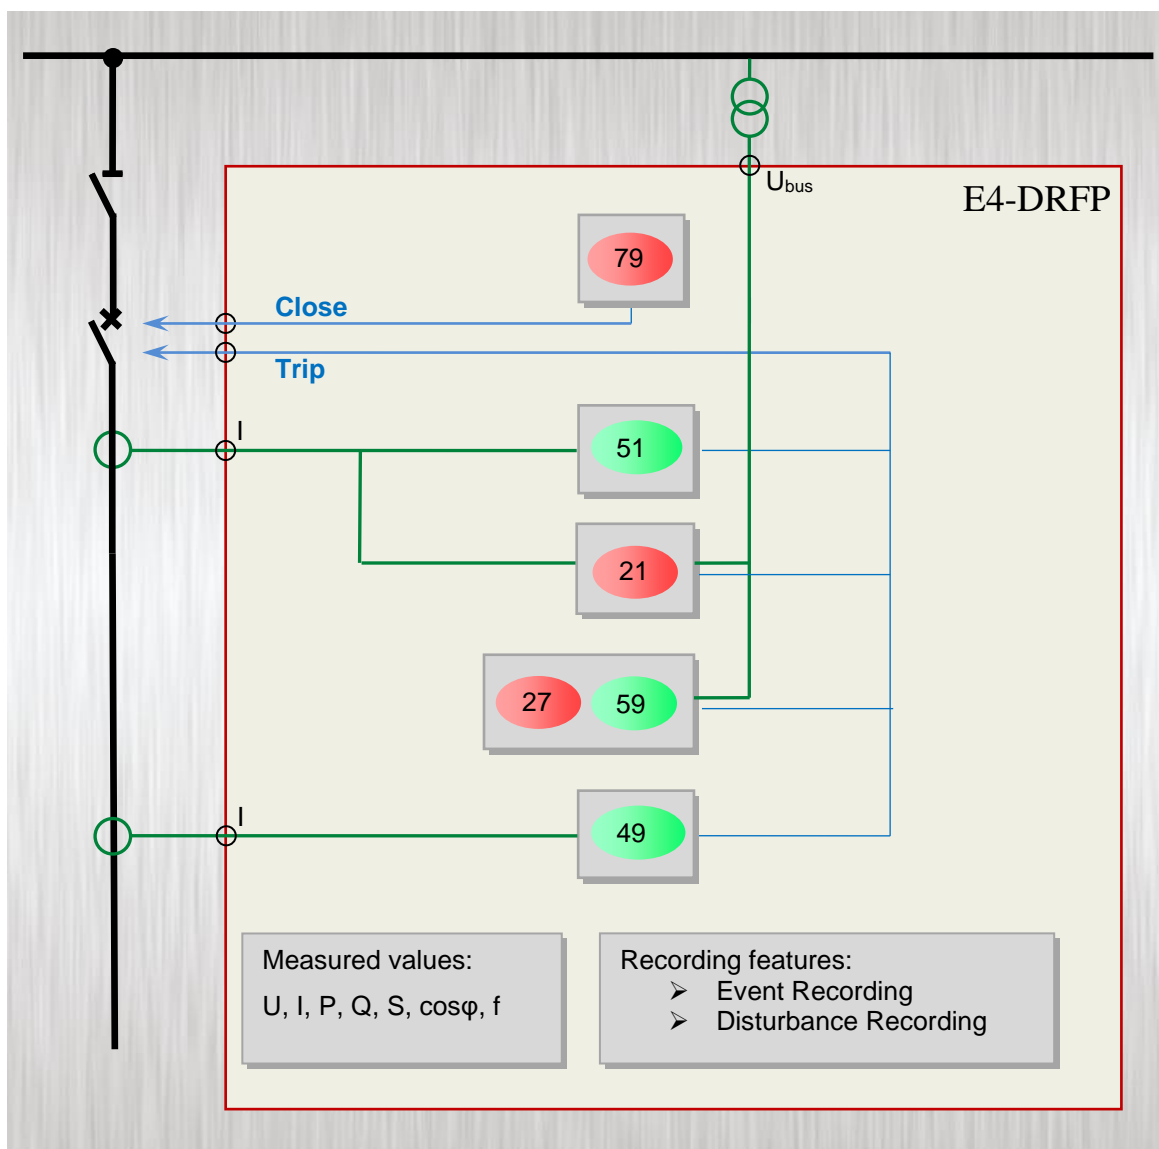 U_bus
E4-DRFP
79
Close
Trip
I
51
21
27 59
I
49
Measured values:
U, I, P, Q, S, cosφ, f
Recording features:
➢ Event Recording
➢ Disturbance Recording